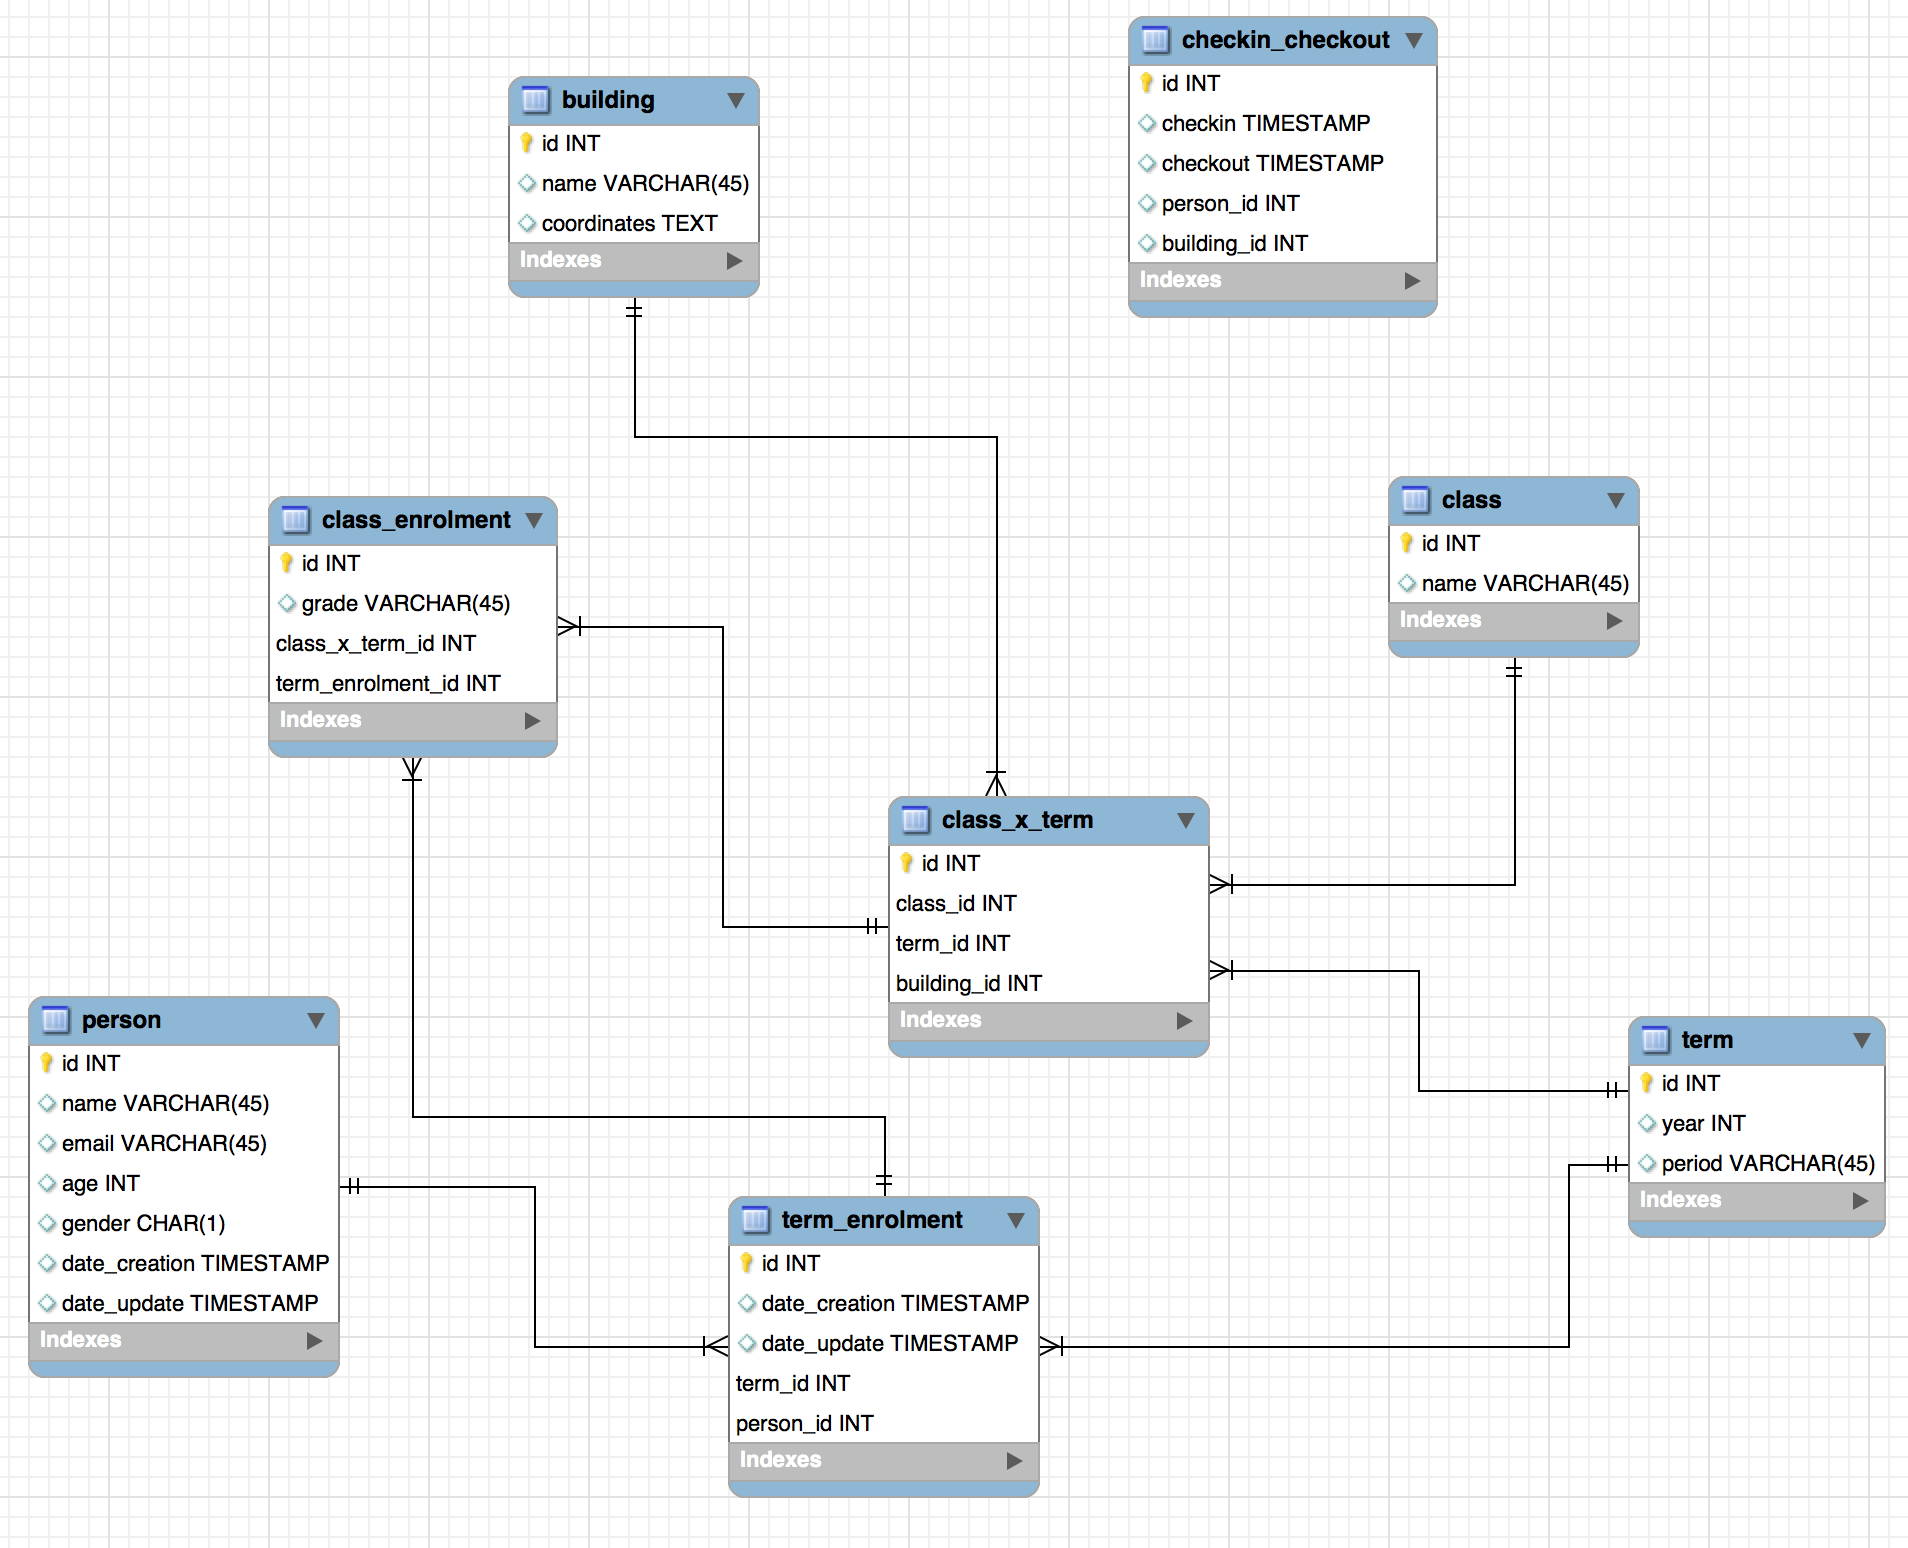 checkin_checkout
id INT
checkin TIMESTAMP
checkout TIMESTAMP
person_id INT
building_id INT
Indexes
building
id INT
name VARCHAR(45)
coordinates TEXT
Indexes
class_enrolment
id INT
grade VARCHAR(45)
class_x_term_id INT
term_enrolment_id INT
Indexes
class
id INT
name VARCHAR(45)
Indexes
class_x_term
id INT
class_id INT
term_id INT
building_id INT
Indexes
person
id INT
name VARCHAR(45)
email VARCHAR(45)
age INT
gender CHAR(1)
date_creation TIMESTAMP
date_update TIMESTAMP
Indexes
term
id INT
year INT
period VARCHAR(45)
Indexes
term_enrolment
id INT
date_creation TIMESTAMP
date_update TIMESTAMP
term_id INT
person_id INT
Indexes